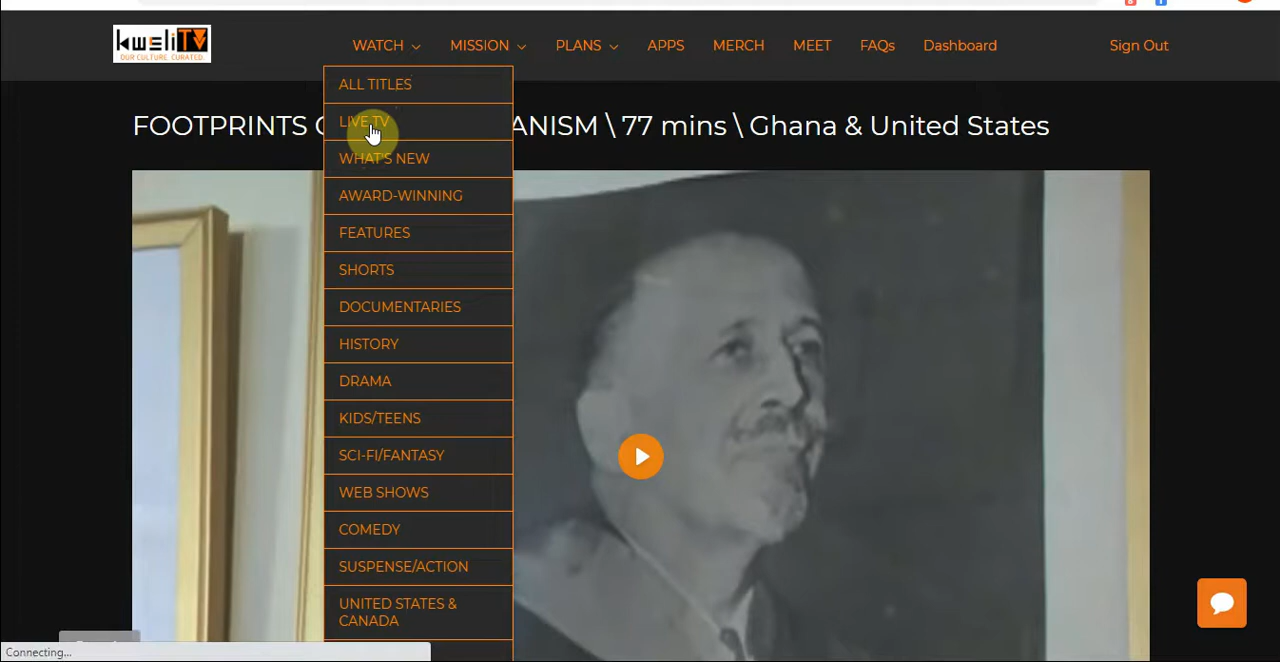 kweliTV
OUR CULTURE, CURATED.
WATCH MISSION PLANS APPS MERCH MEET FAQs Dashboard Sign Out
ALL TITLES
FOOTPRINTS ANISM \ 77 mins \ Ghana & United States
LIVE TV
WHAT'S NEW
AWARD-WINNING
FEATURES
SHORTS
DOCUMENTARIES
HISTORY
DRAMA
KIDS/TEENS
SCI-FI/FANTASY
WEB SHOWS
COMEDY
SUSPENSE/ACTION
UNITED STATES &
CANADA
Connecting...